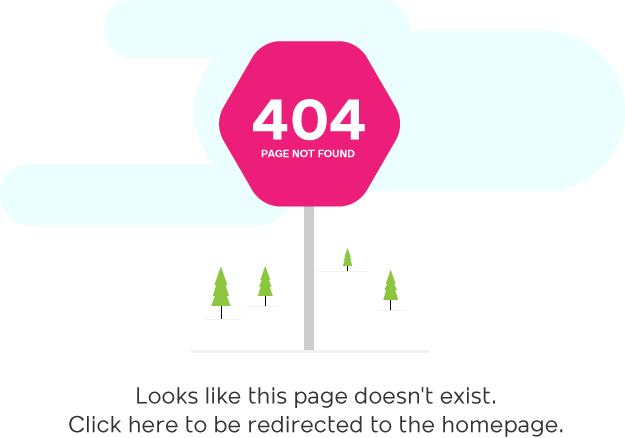 404
PAGE NOT FOUND
Looks like this page doesn't exist.
Click here to be redirected to the homepage.